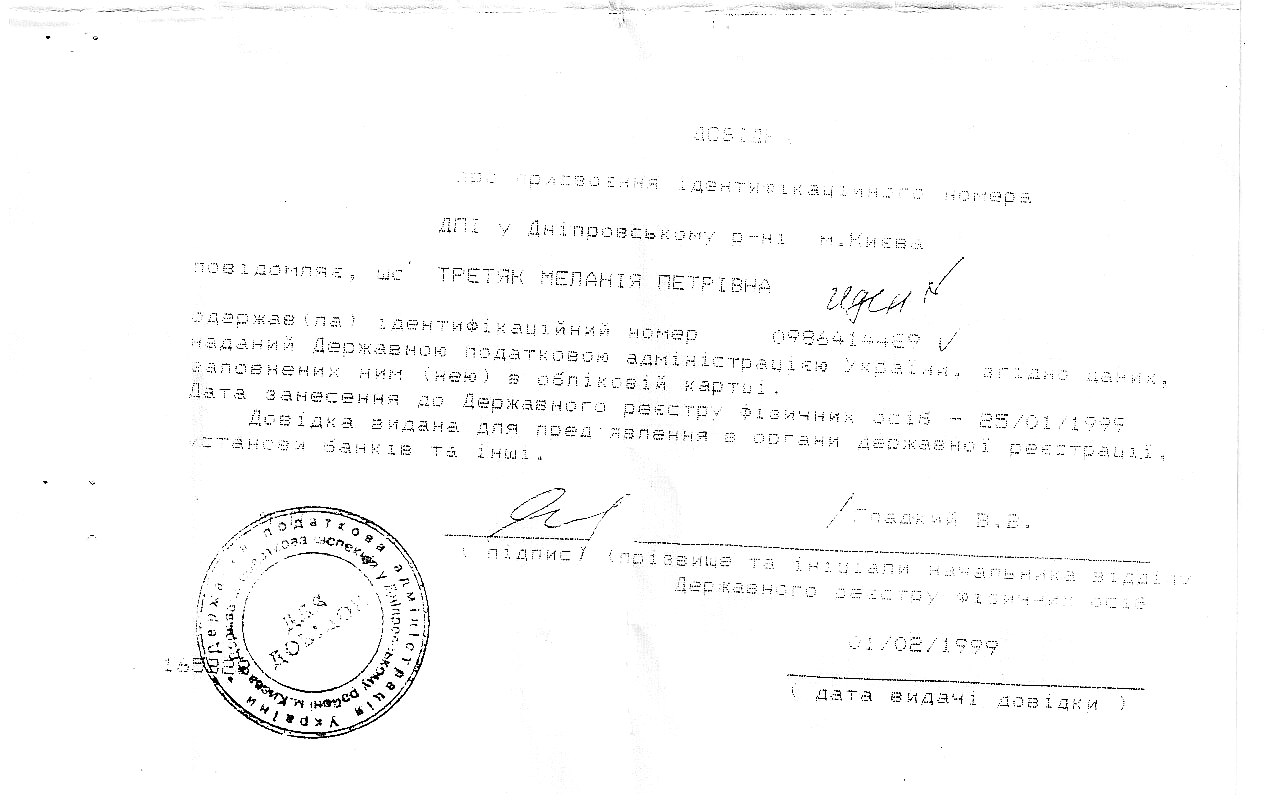 ДОВІДКА
про присвоєння ідентифікаційного номера
ДПІ у Дніпровському р-ні м.Києва
повідомляє, що ТРЕТЯК МЕЛАНІЯ ПЕТРІВНА
иден
одержав(ла) ідентифікаційний номер
наданий Державною податковою адміністрацією України, згідно даних,
заповнених ним (нею) в обліковій картці.
Дата занесення до Державного реєстру фізичних осіб - 25/01/1999
Довідка видана для пред'явлення в органи державної реєстрації,
установи банків та інші.
/Гладкий В.В.
( підпис) (прізвище та ініціали начальника відділу
Державного реєстру фізичних осіб
01/02/1999
( дата видачі довідки )
Державна податкова адміністрація України
податкова інспекція у Дніпровському районі м.Києва
ДЛЯ
ДОВІДОК